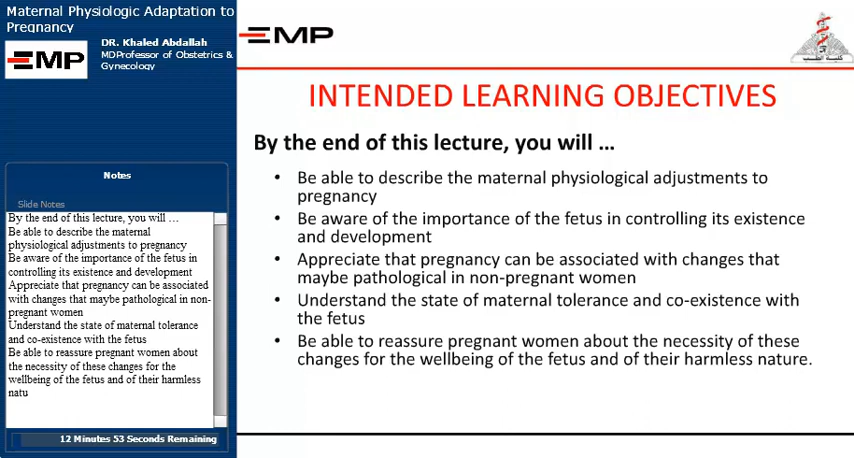 Maternal Physiologic Adaptation to
Pregnancy
DR. Khaled Abdallah
MDProfessor of Obstetrics &
Gynecology
EMP
Notes
Slide Notes
By the end of this lecture, you will ...
Be able to describe the maternal
physiological adjustments to pregnancy
Be aware of the importance of the fetus in
controlling its existence and development
Appreciate that pregnancy can be associated
with changes that maybe pathological in non-
pregnant women
Understand the state of maternal tolerance
and co-existence with the fetus
Be able to reassure pregnant women about
the necessity of these changes for the
wellbeing of the fetus and of their harmless
natu
12 Minutes 53 Seconds Remaining
EMP
كلية الطب
INTENDED LEARNING OBJECTIVES
By the end of this lecture, you will ...
• Be able to describe the maternal physiological adjustments to
pregnancy
• Be aware of the importance of the fetus in controlling its existence
and development
• Appreciate that pregnancy can be associated with changes that
maybe pathological in non-pregnant women
• Understand the state of maternal tolerance and co-existence with
the fetus
• Be able to reassure pregnant women about the necessity of these
changes for the wellbeing of the fetus and of their harmless nature.